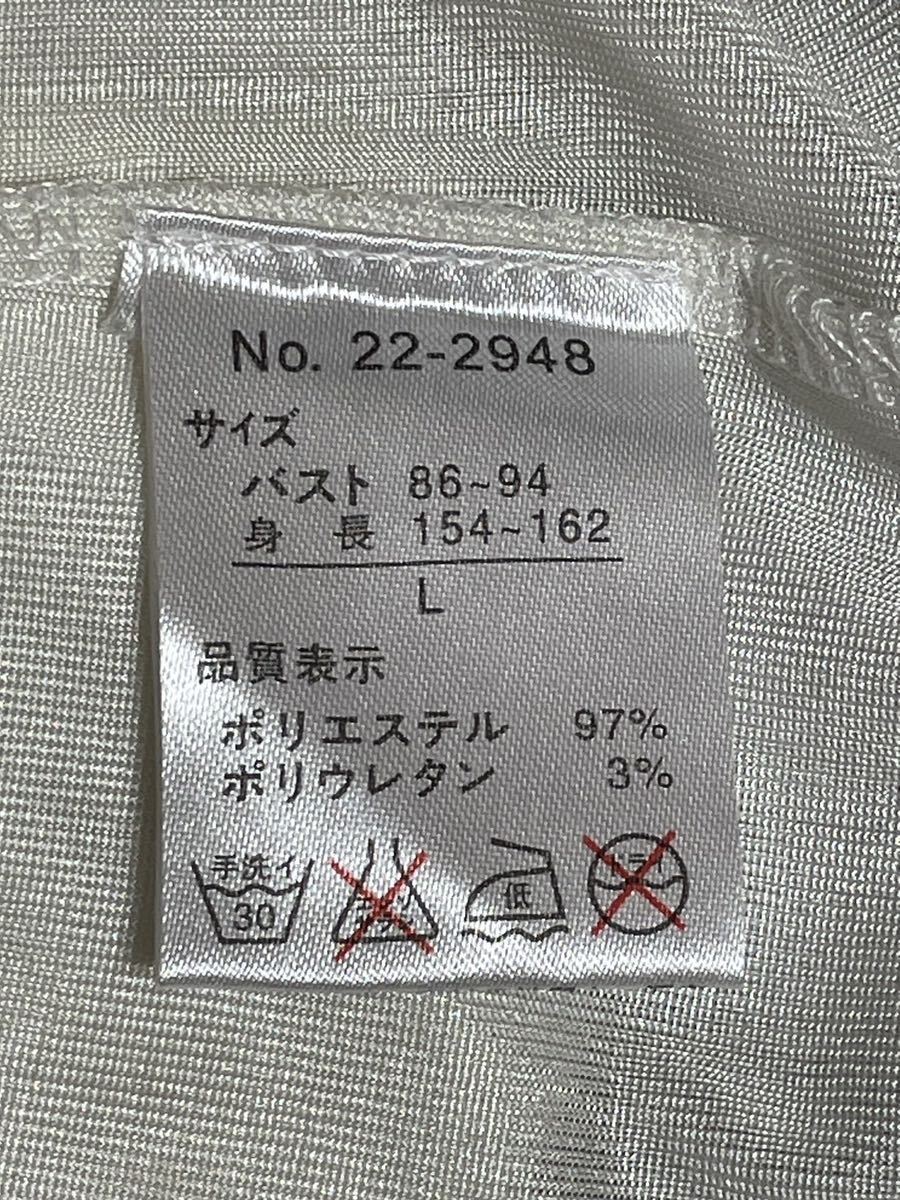 No. 22-2948
サイズ
バスト 86~94
身 長 154~162
L
品質表示
ポリエステル 97%
ポリウレタン 3%
手洗イ
30
低